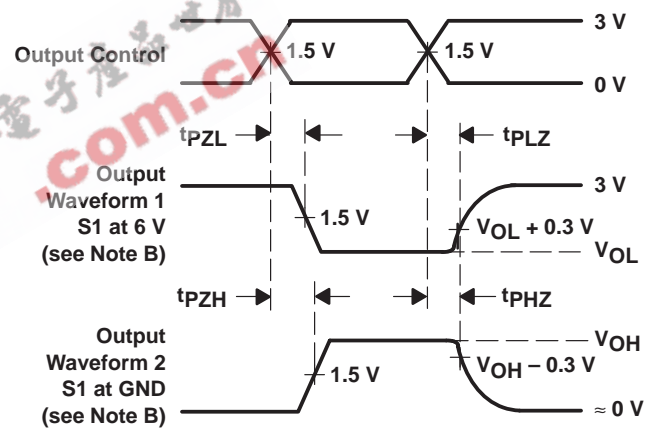 3 V
Output Control
1.5 V
1.5 V
0 V
.com.cn
tPZL
tPLZ
Output
Waveform 1
S1 at 6 V
(see Note B)
3 V
1.5 V
VOL + 0.3 V
VOL
tPZH
tPHZ
Output
Waveform 2
S1 at GND
(see Note B)
VOH
VOH – 0.3 V
1.5 V
≈ 0 V